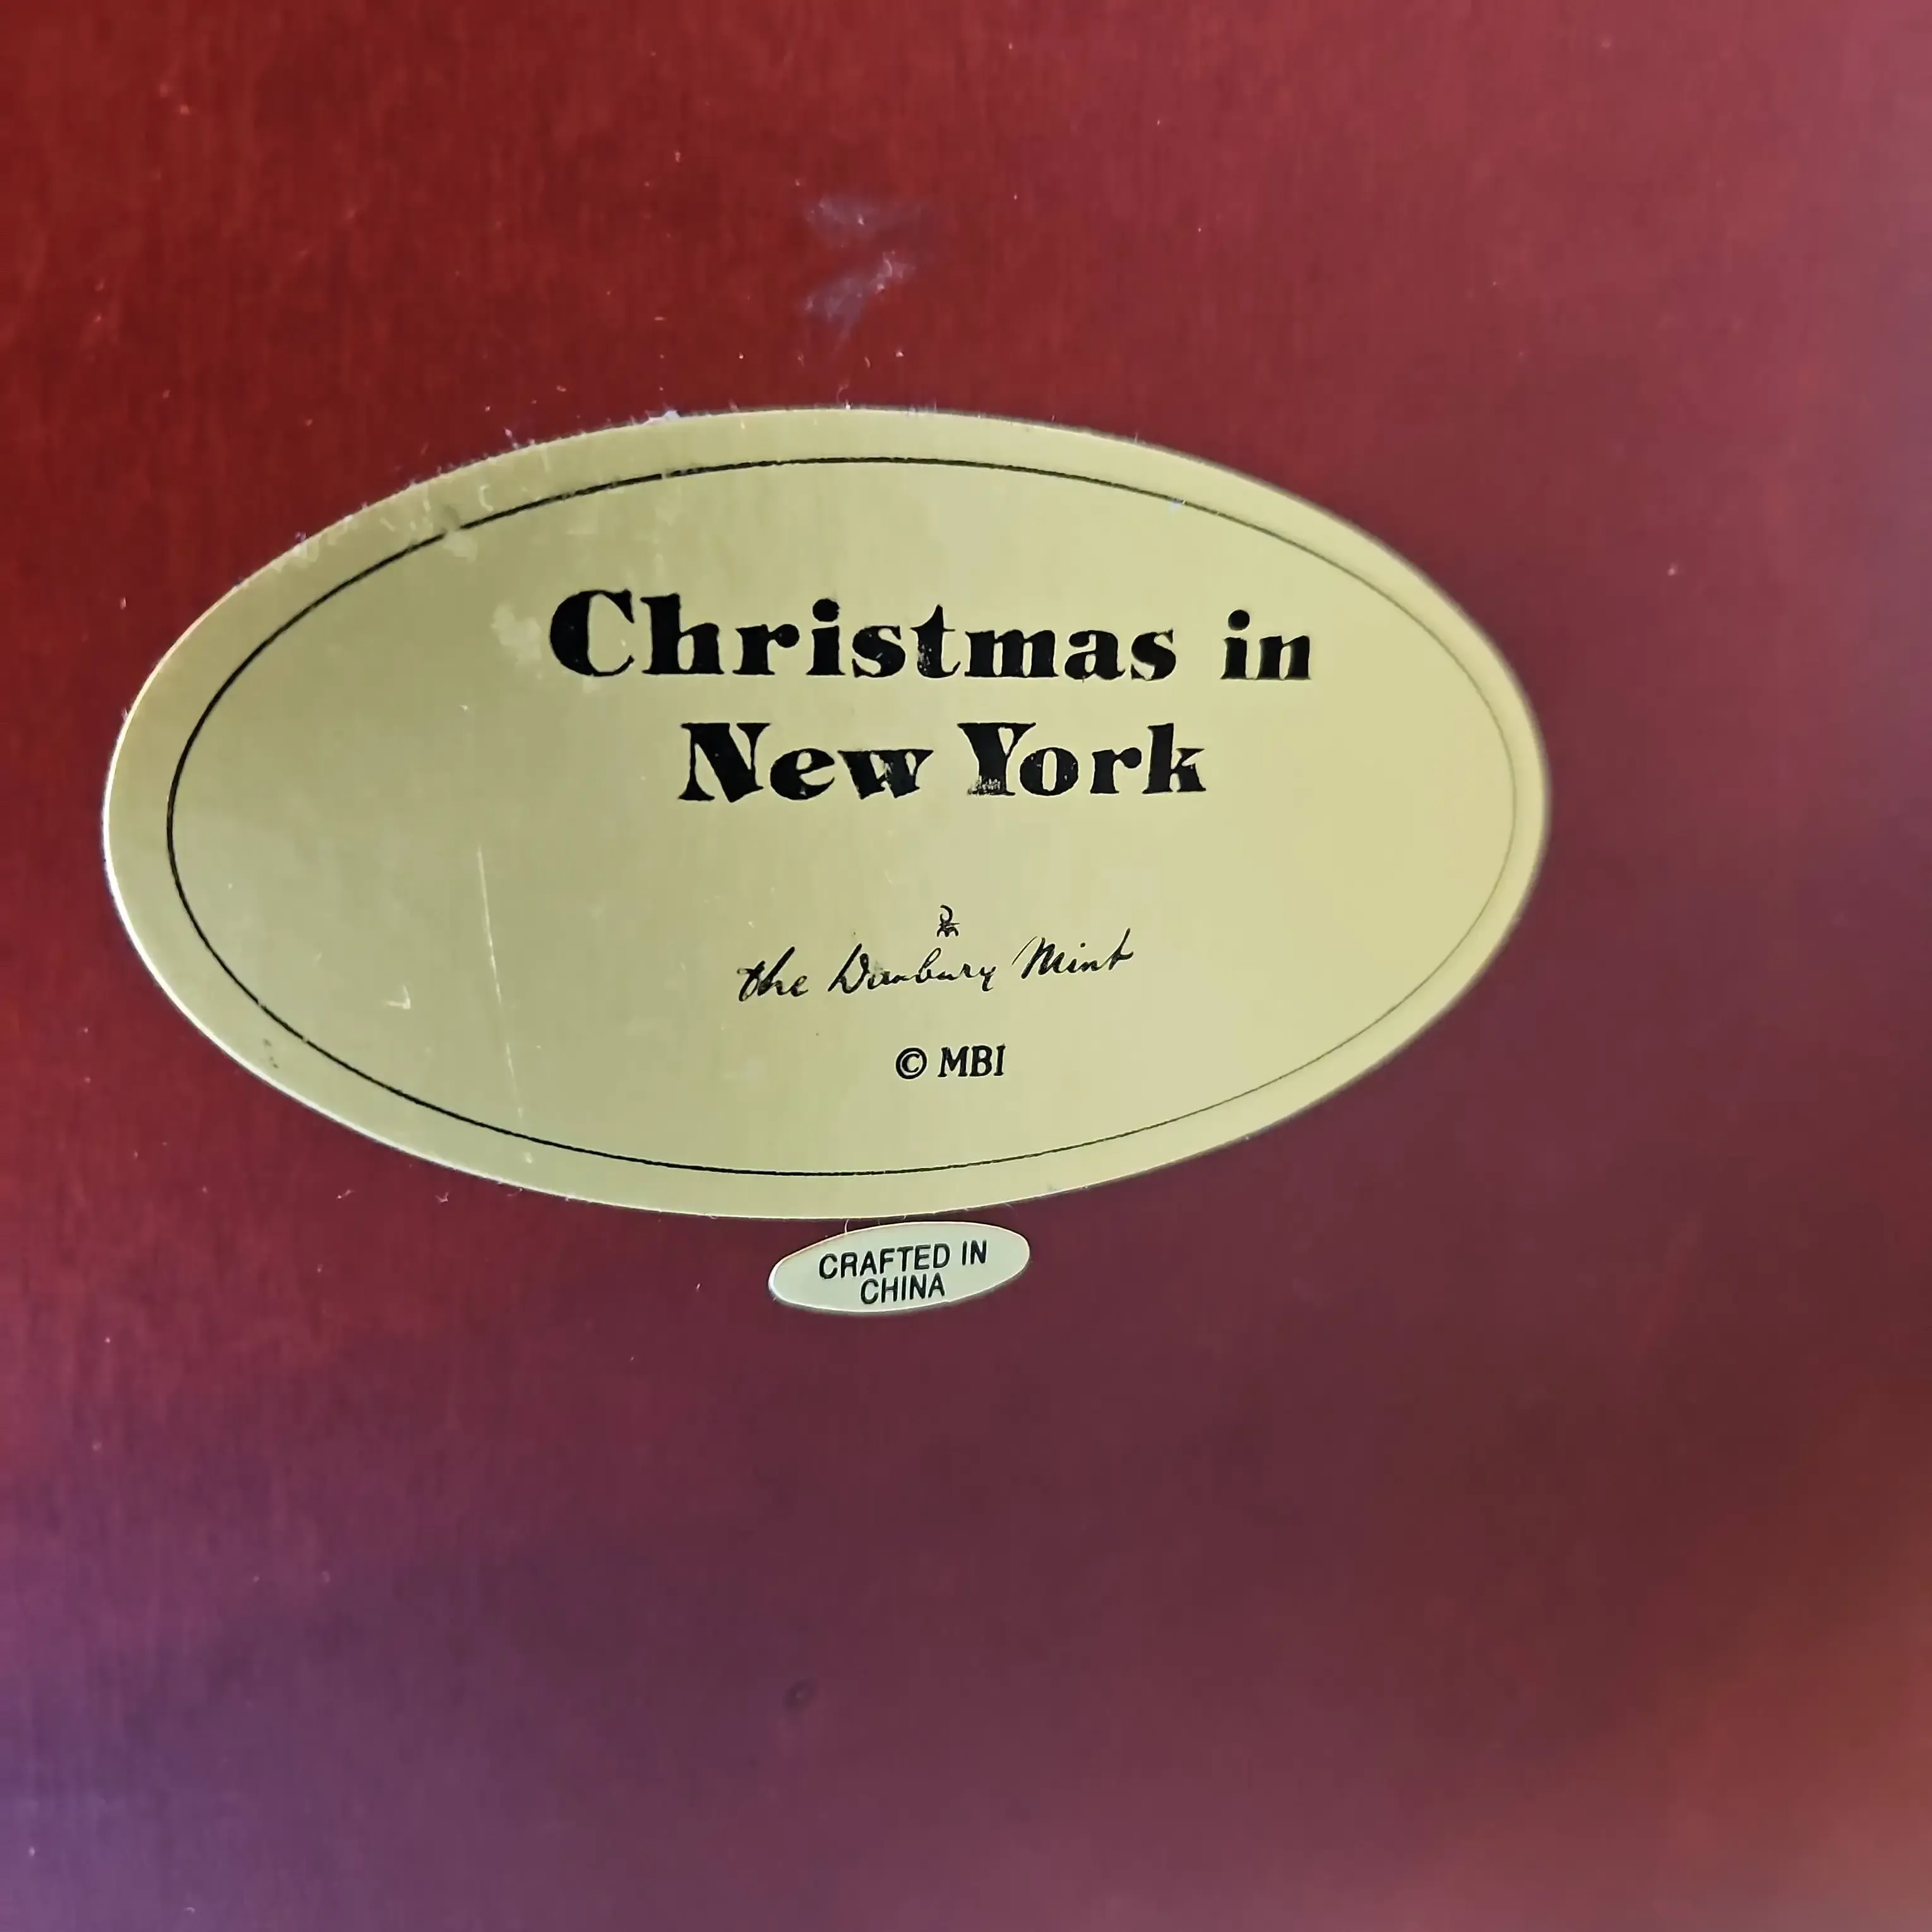 Christmas in
New York
the Danbury Mint
© MBI
CRAFTED IN
CHINA